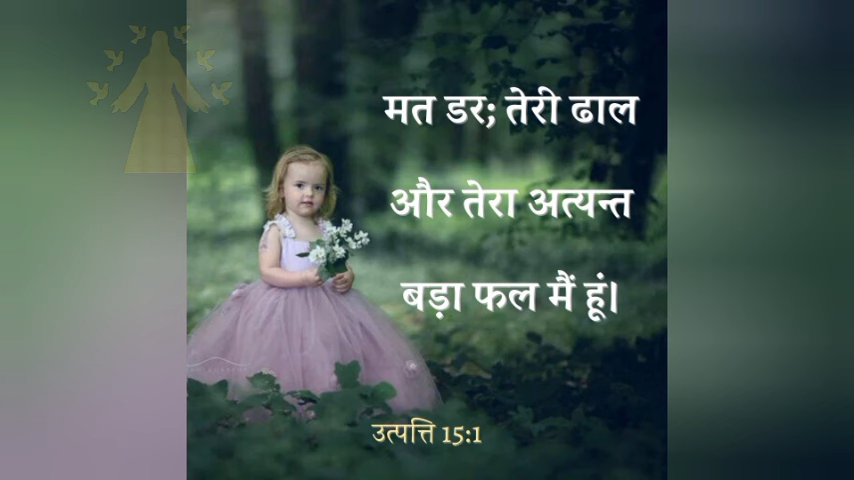 मत डर; तेरी ढाल
और तेरा अत्यन्त
बड़ा फल मैं हूं।
उत्पत्ति 15:1